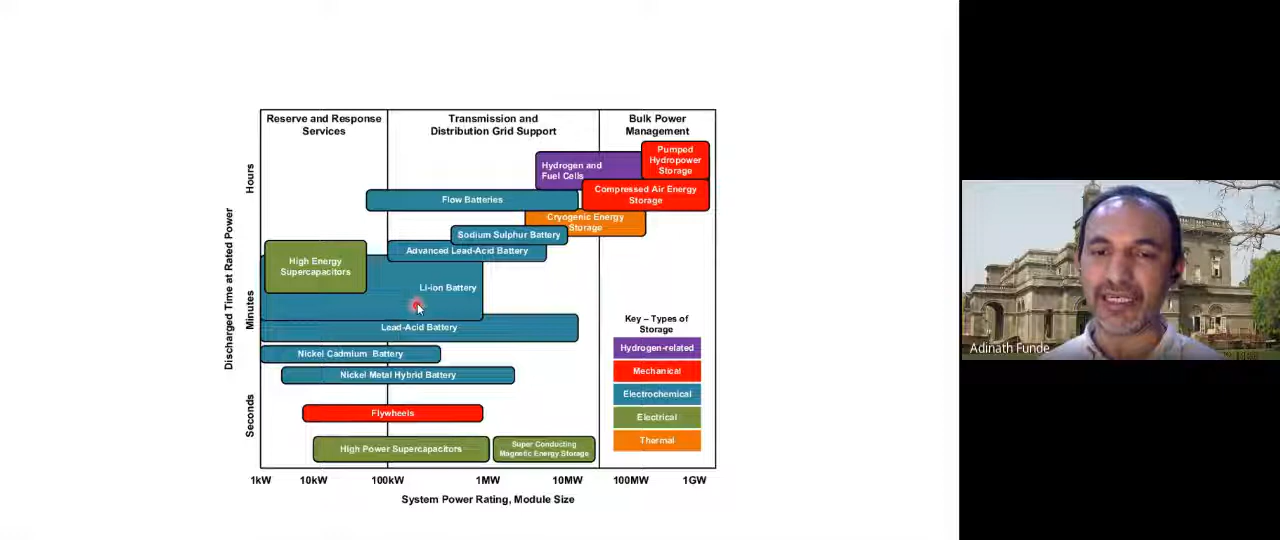 Reserve and Response
Services
Transmission and
Distribution Grid Support
Bulk Power
Management
Pumped
Hydropower
Storage
Hydrogen and
Fuel Cells
Compressed Air Energy
Storage
Flow Batteries
Cryogenic Energy
Storage
Sodium Sulphur Battery
Advanced Lead-Acid Battery
High Energy
Supercapacitors
Li-ion Battery
Lead-Acid Battery
Nickel Cadmium Battery
Nickel Metal Hybrid Battery
Flywheels
High Power Supercapacitors
Super Conducting
Magnetic Energy Storage
Key – Types of
Storage
Hydrogen-related
Mechanical
Electrochemical
Electrical
Thermal
Discharged Time at Rated Power
Hours
Minutes
Seconds
1kW
10kW
100kW
1MW
10MW
100MW
1GW
System Power Rating, Module Size
Adinath Funde